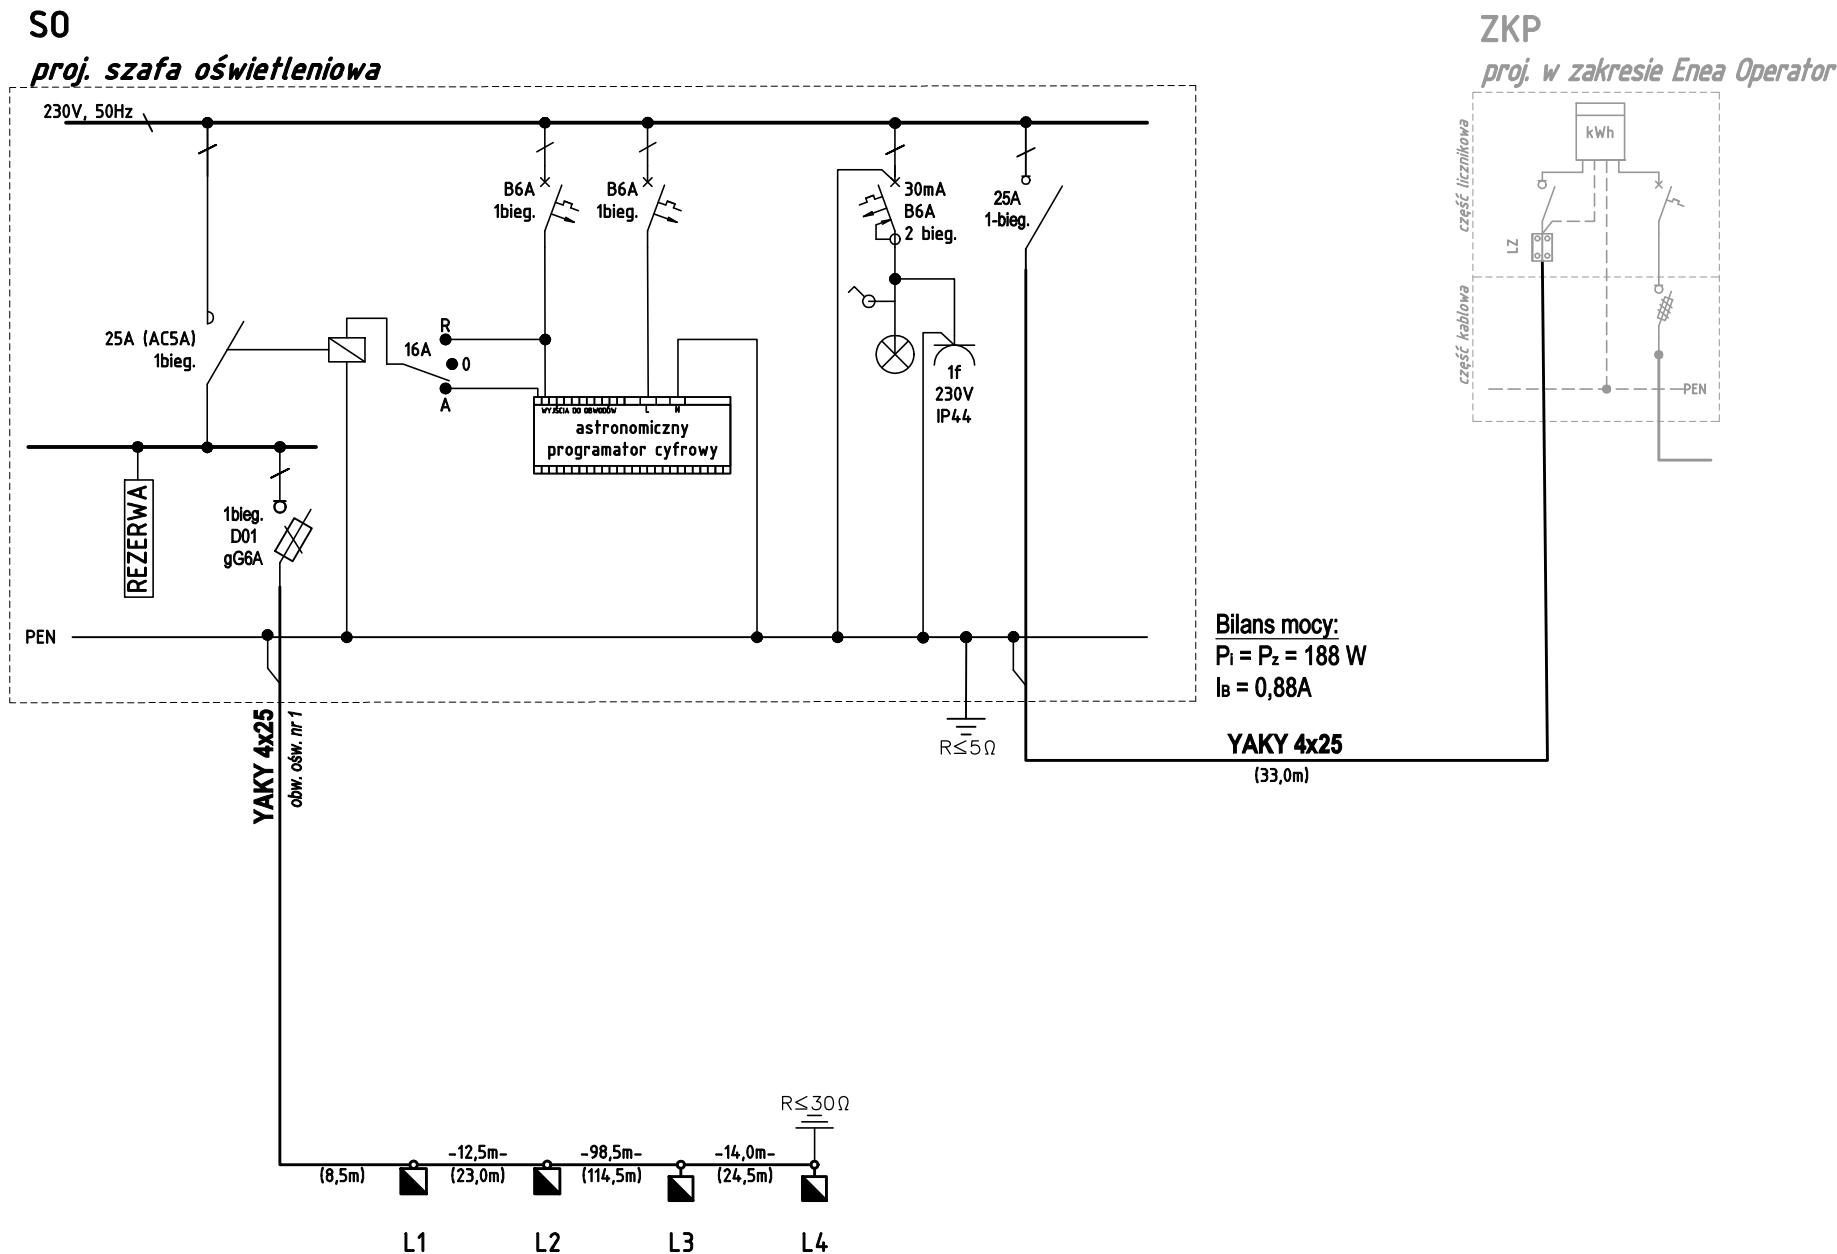 SO
proj. szafa oświetleniowa
230V, 50Hz
B6A
1bieg.
B6A
1bieg.
30mA
B6A
2 bieg.
25A
1-bieg.
25A (AC5A)
1bieg.
16A
R
0
A
WYJŚCIA DO OBWODÓW L N
astronomiczny
programator cyfrowy
1f
230V
IP44
REZERWA
1bieg.
D01
gG6A
PEN
R≤5Ω
YAKY 4x25
obw. ośw. nr 1
ZKP
proj. w zakresie Enea Operator
część licznikowa
kWh
LZ
część kablowa
PEN
Bilans mocy:
Pi = Pz = 188 W
IB = 0,88A
YAKY 4x25
(33,0m)
R≤30Ω
-12,5m- -98,5m- -14,0m-
(8,5m) (23,0m) (114,5m) (24,5m)
L1 L2 L3 L4